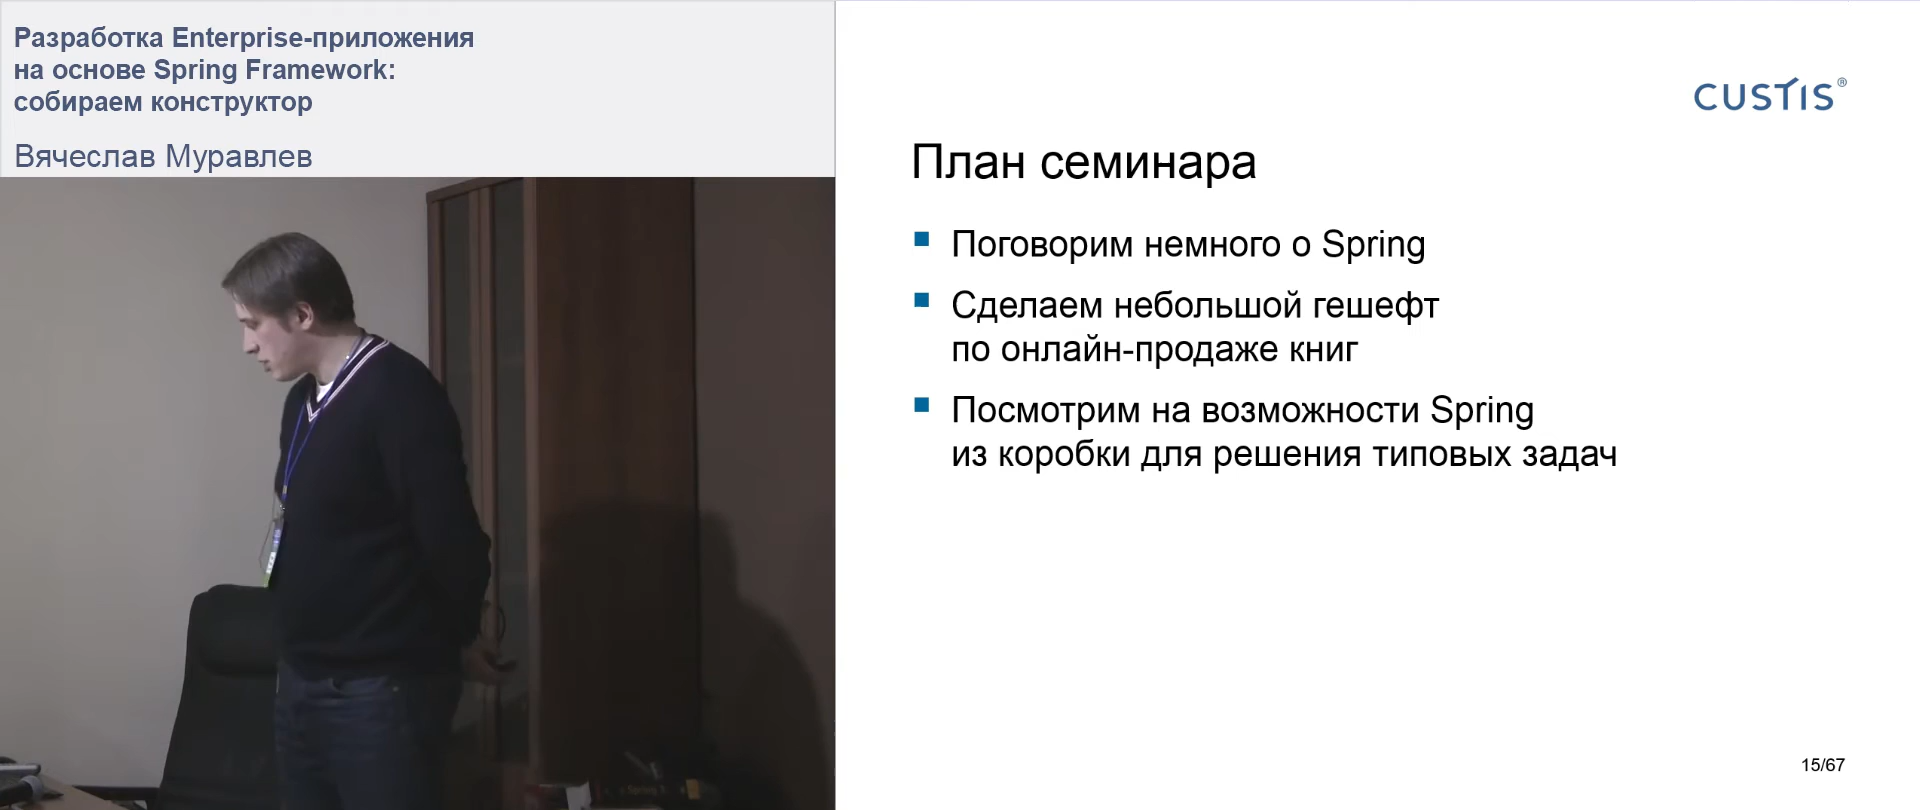 Разработка Enterprise-приложения
на основе Spring Framework:
собираем конструктор
Вячеслав Муравлев
CUSTIS®
План семинара
Поговорим немного о Spring
Сделаем небольшой гешефт
по онлайн-продаже книг
Посмотрим на возможности Spring
из коробки для решения типовых задач
15/67